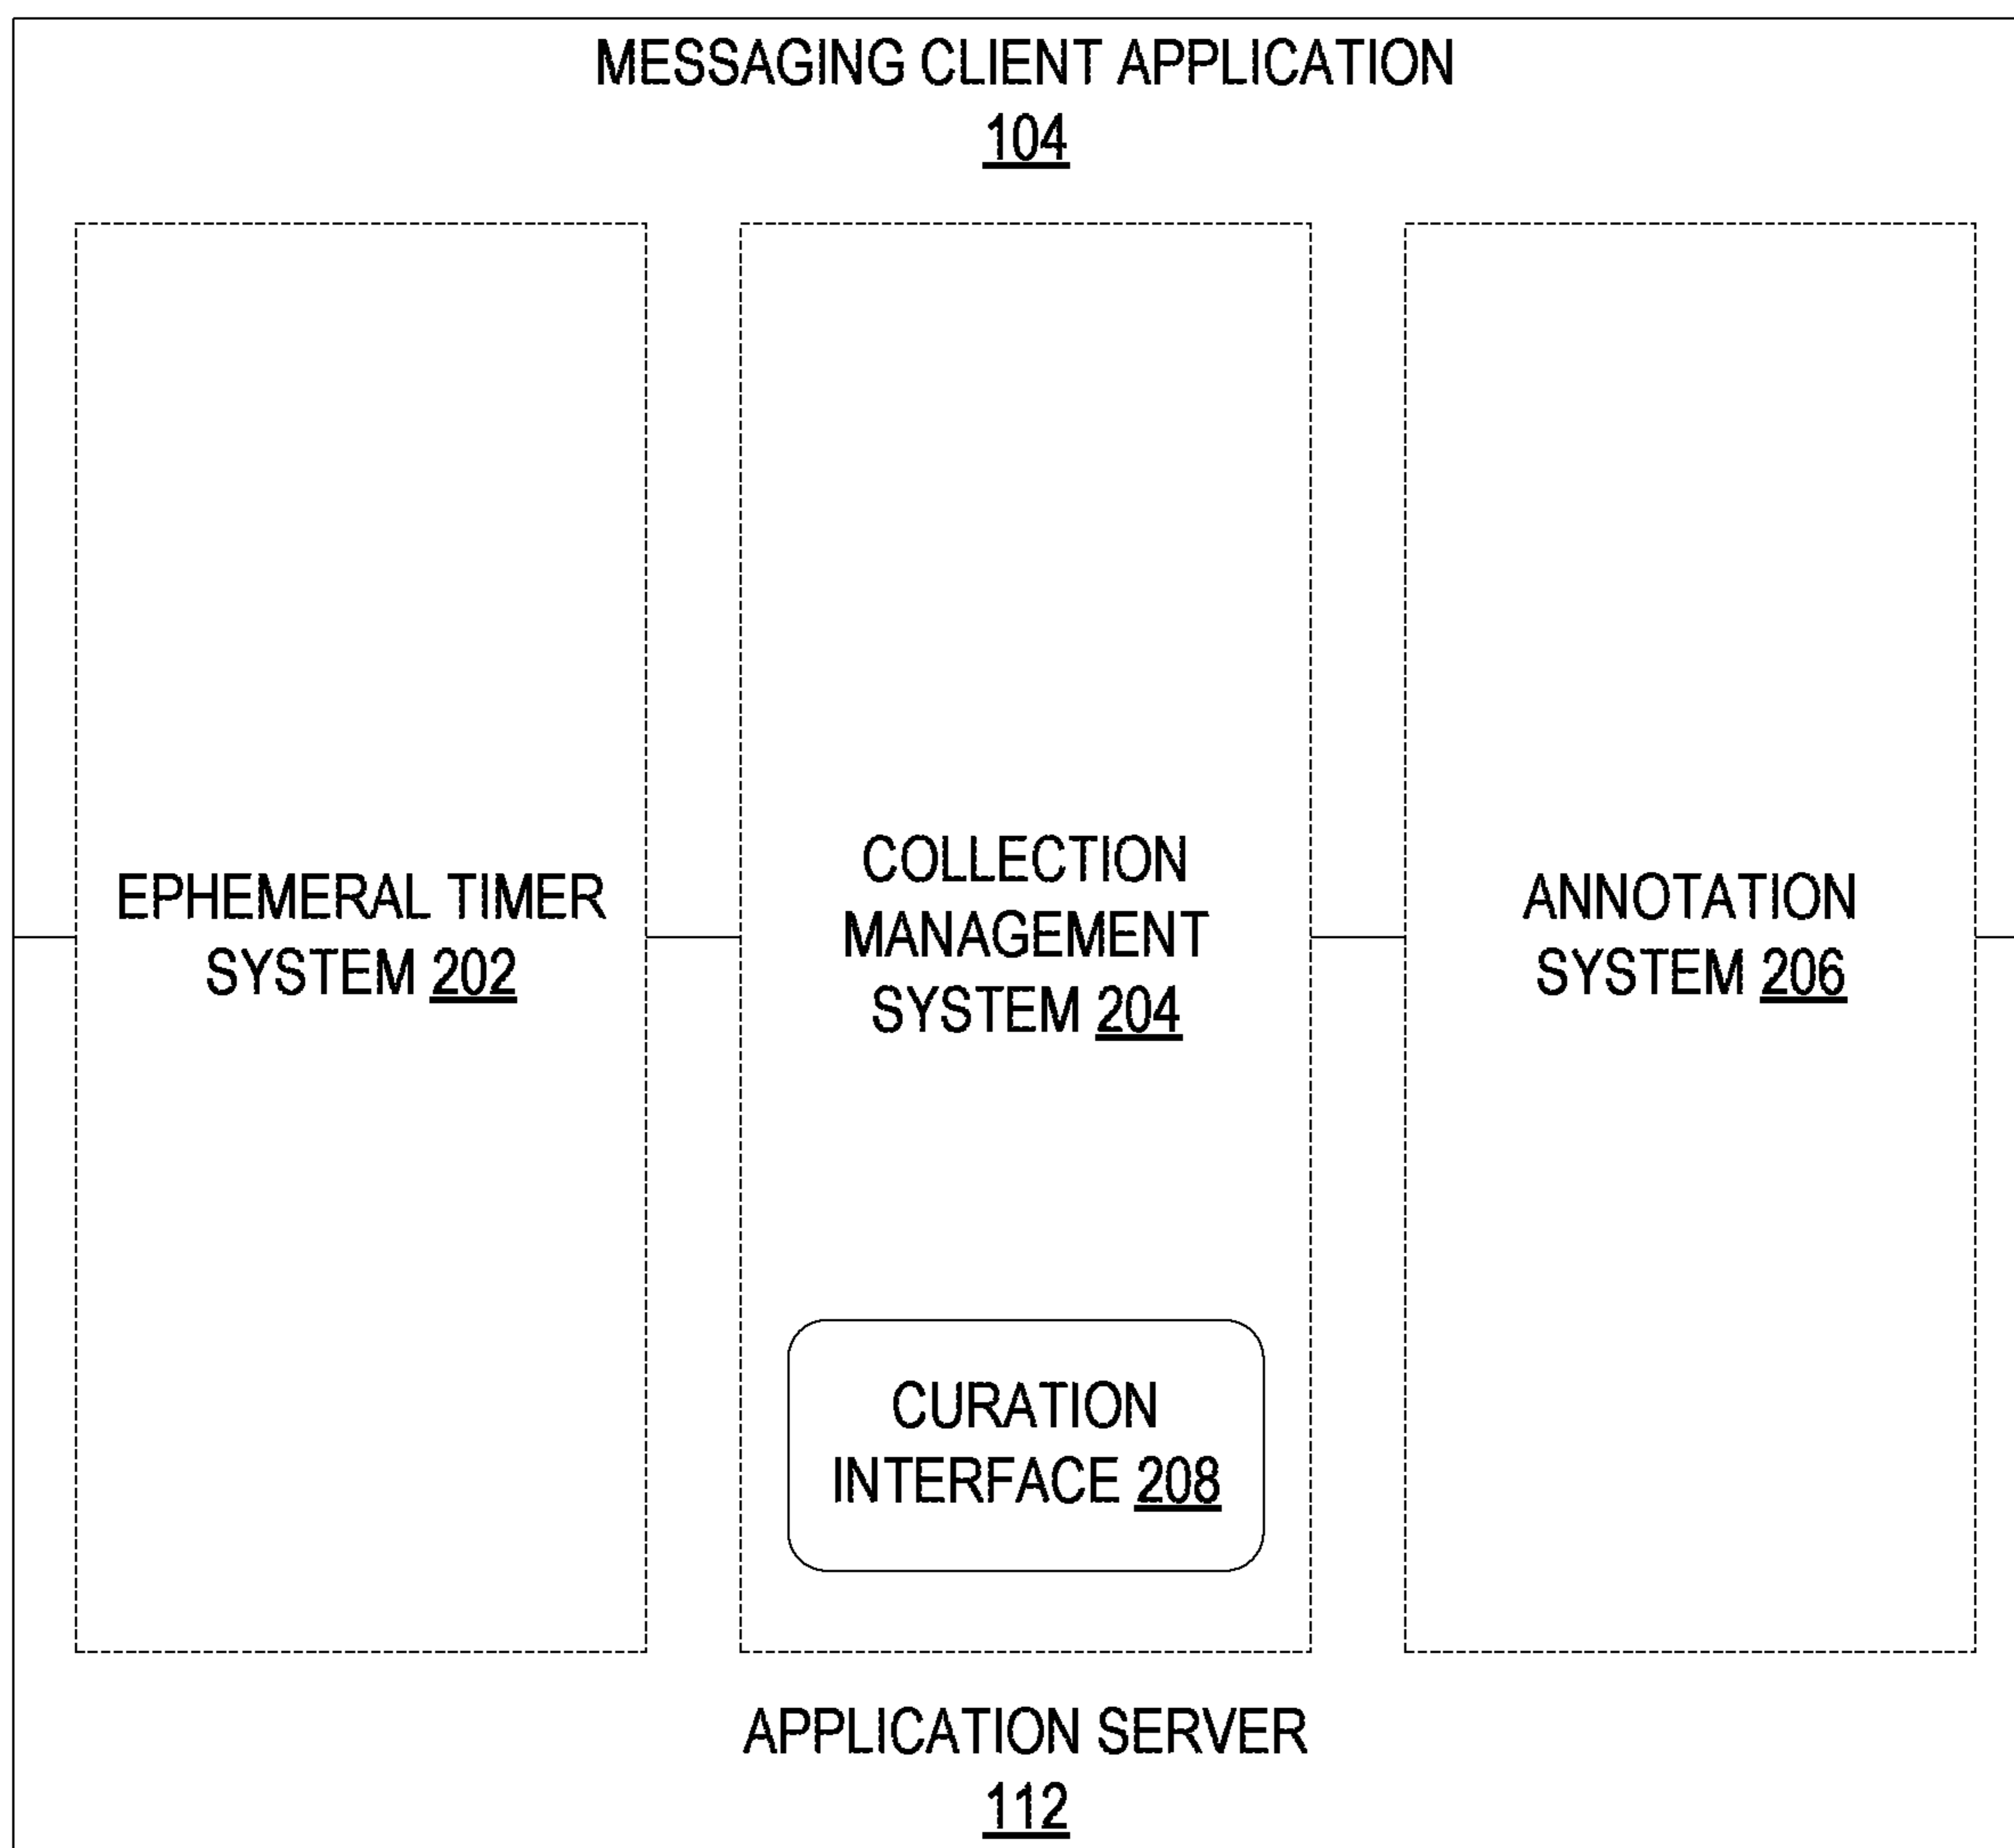 MESSAGING CLIENT APPLICATION
104
EPHEMERAL TIMER
SYSTEM 202
COLLECTION
MANAGEMENT
SYSTEM 204
CURATION
INTERFACE 208
ANNOTATION
SYSTEM 206
APPLICATION SERVER
112